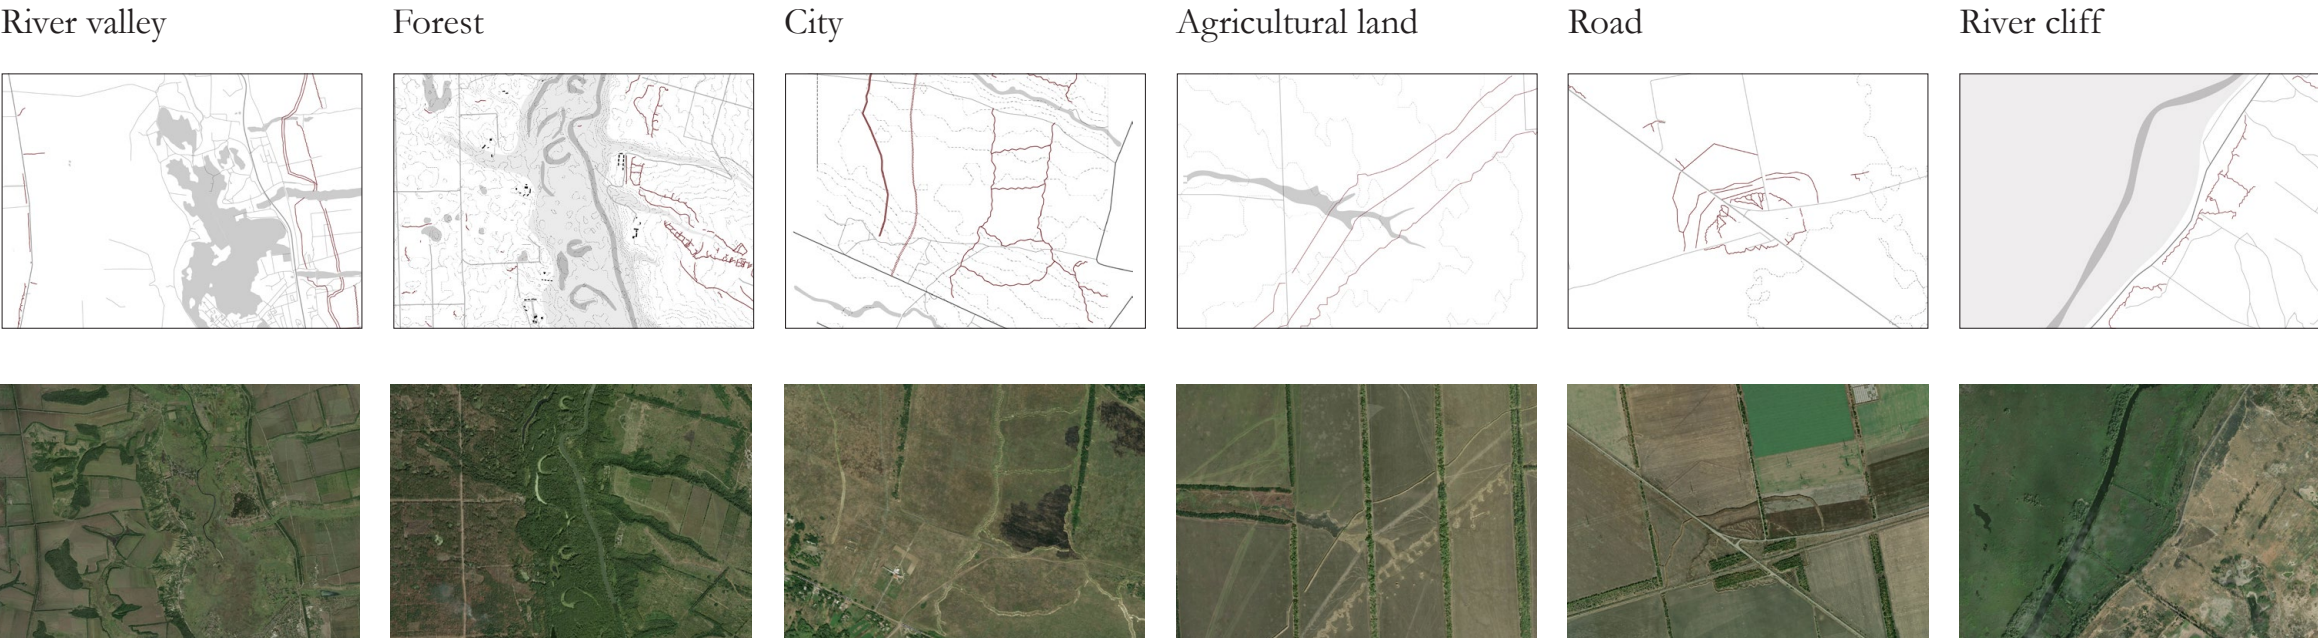 River valley
Forest
City
Agricultural land
Road
River cliff